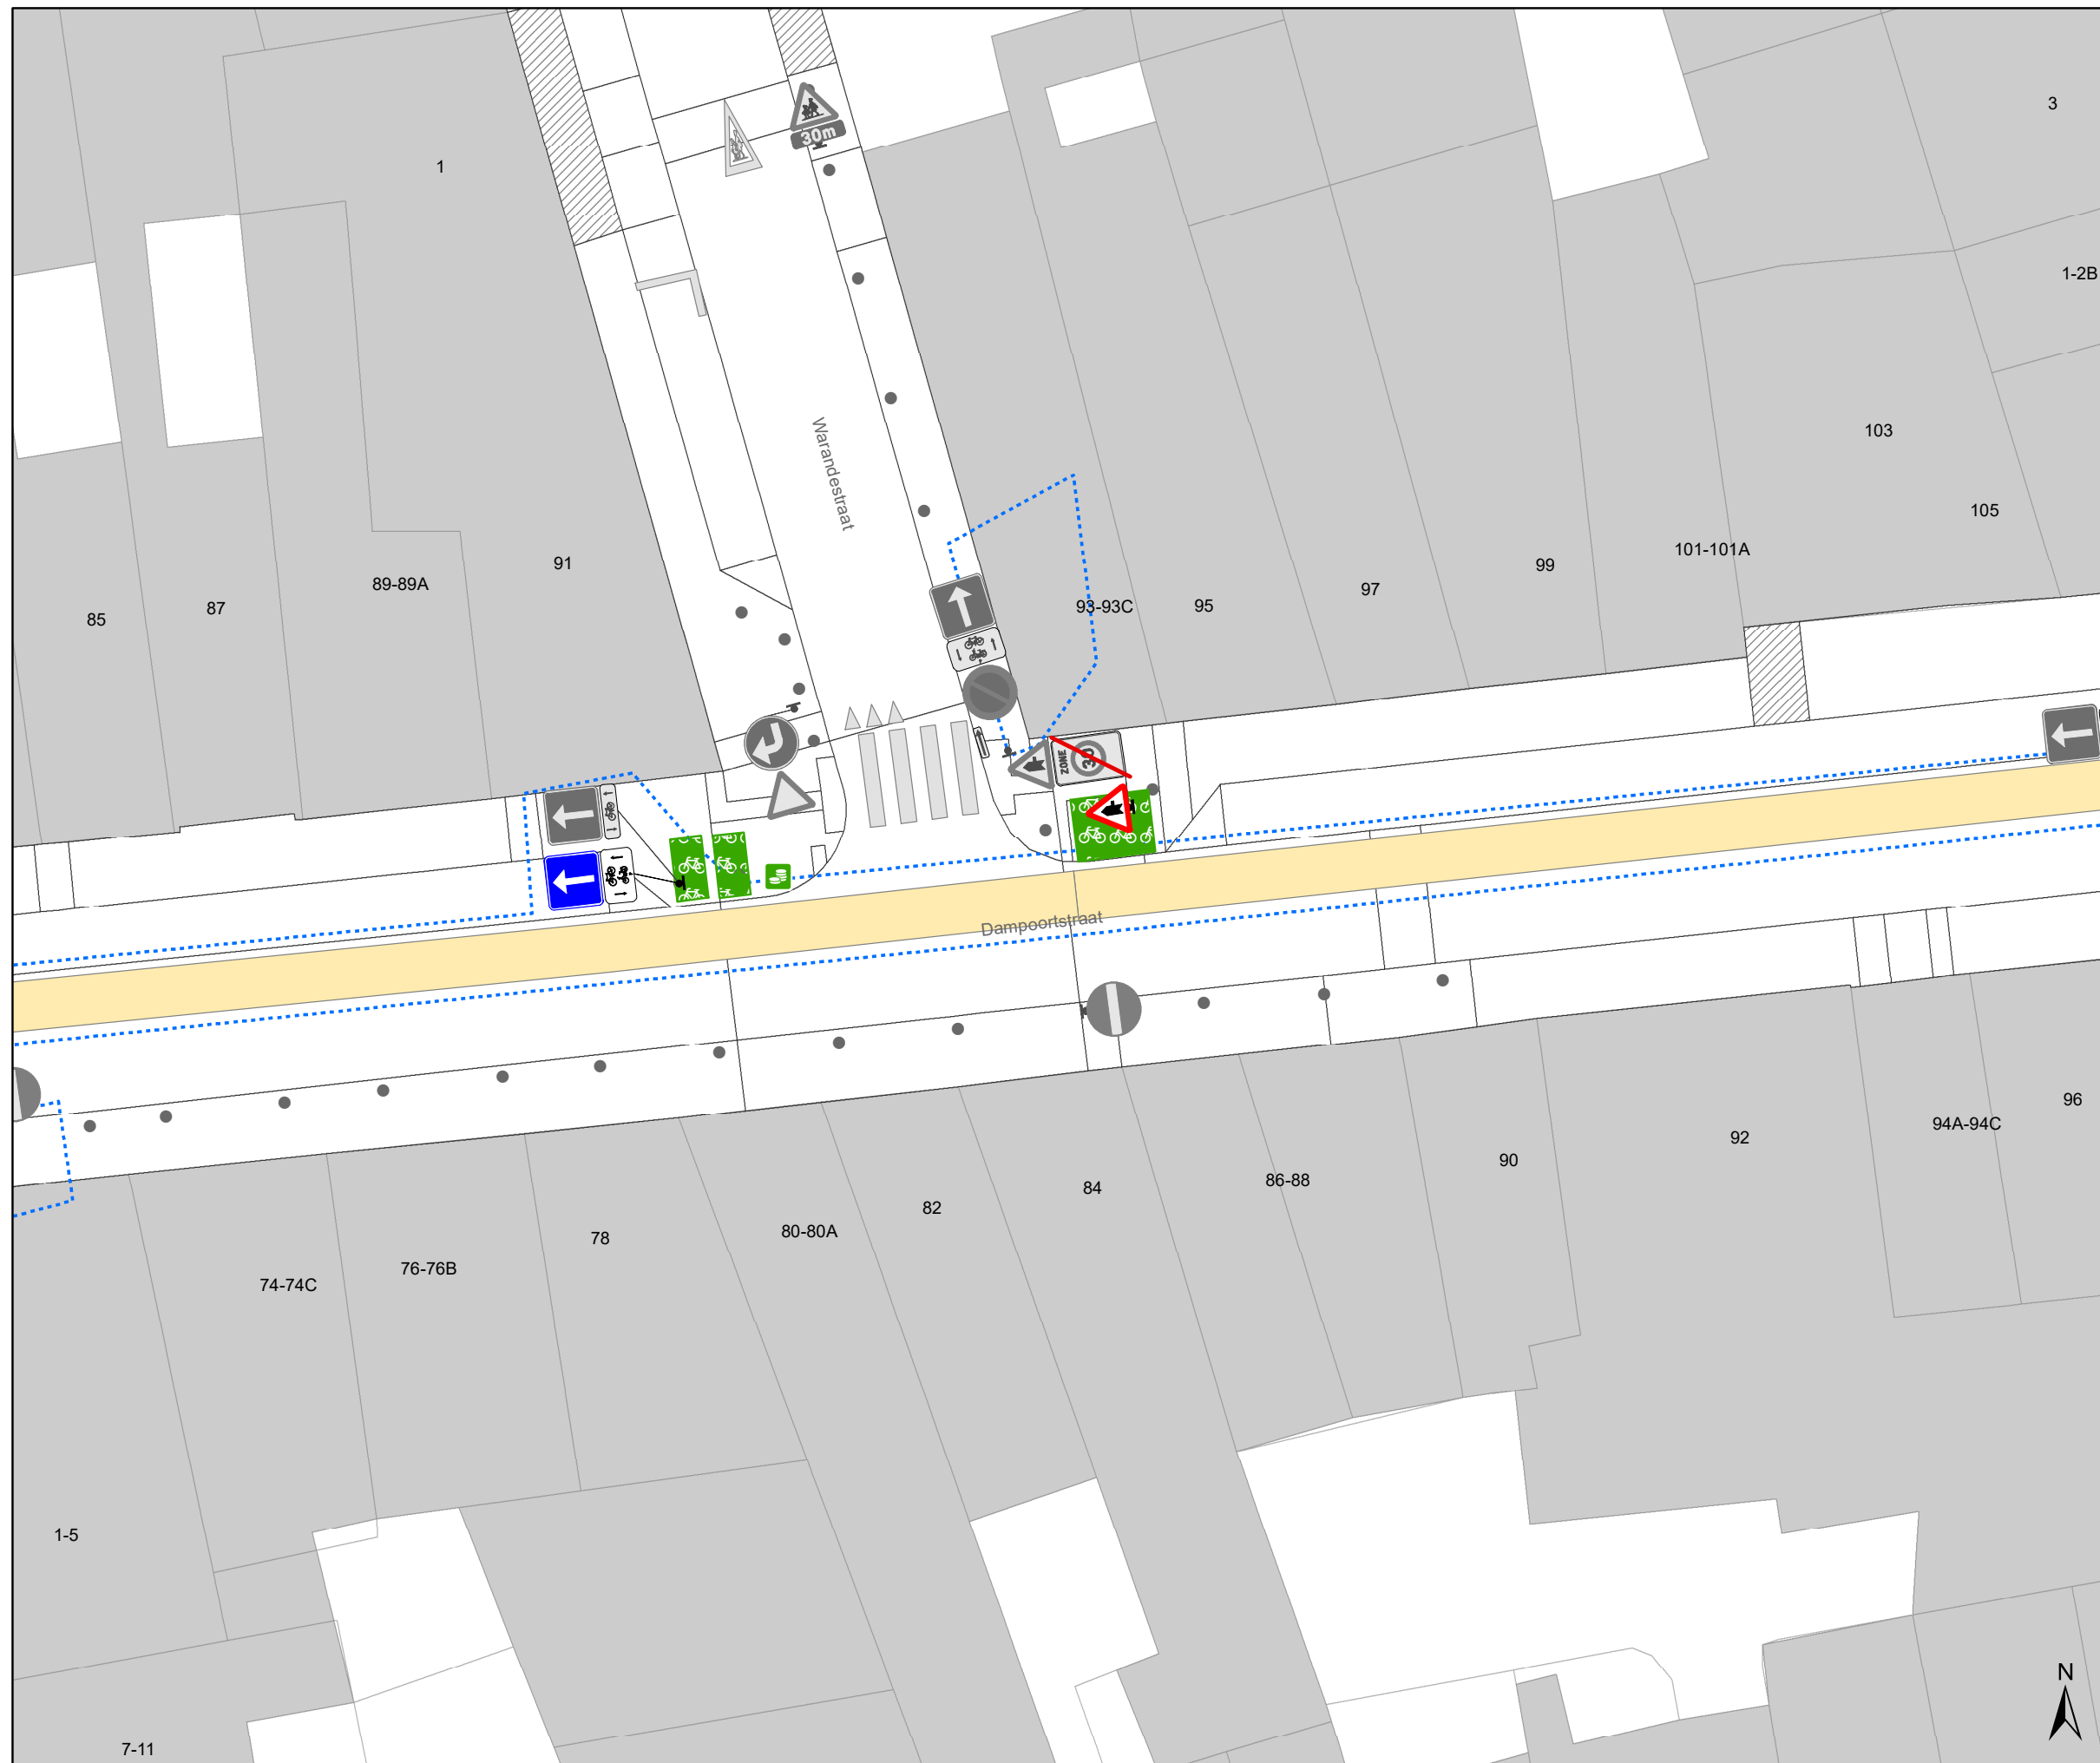 3
30m
1
1-2B
103
Warandestraat
105
101-101A
91
99
89-89A
97
93-93C
95
87
85
ZONE
30
Dampoortstraat
96
94A-94C
92
90
86-88
84
82
80-80A
78
76-76B
74-74C
1-5
N
7-11